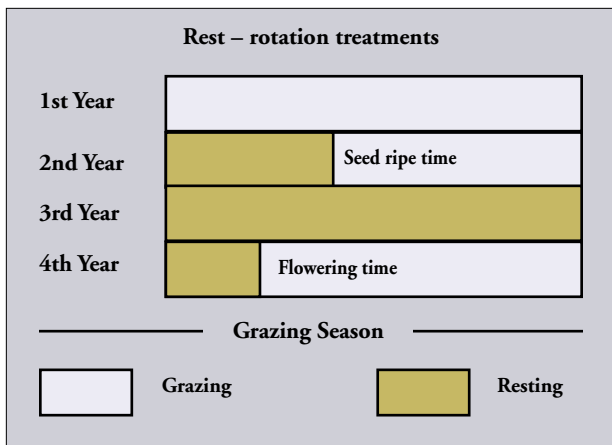 Rest – rotation treatments
1st Year
2nd Year
Seed ripe time
3rd Year
4th Year
Flowering time
Grazing Season
Grazing
Resting